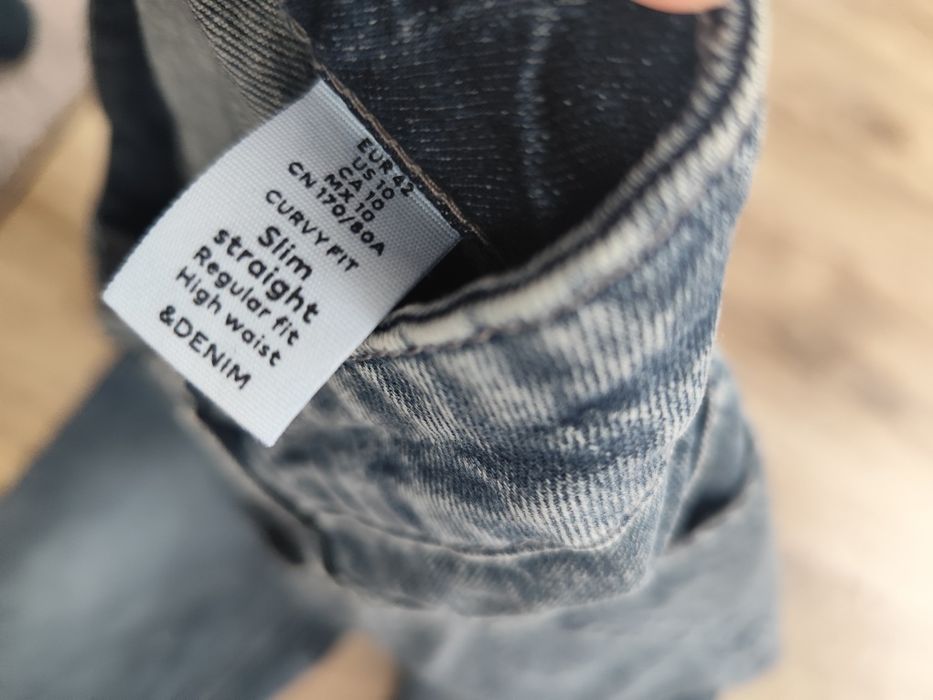 EUR 42
US 10
CA 10
MX 10
CN 170/80A
CURVY FIT
Slim
straight
Regular fit
High waist
&DENIM